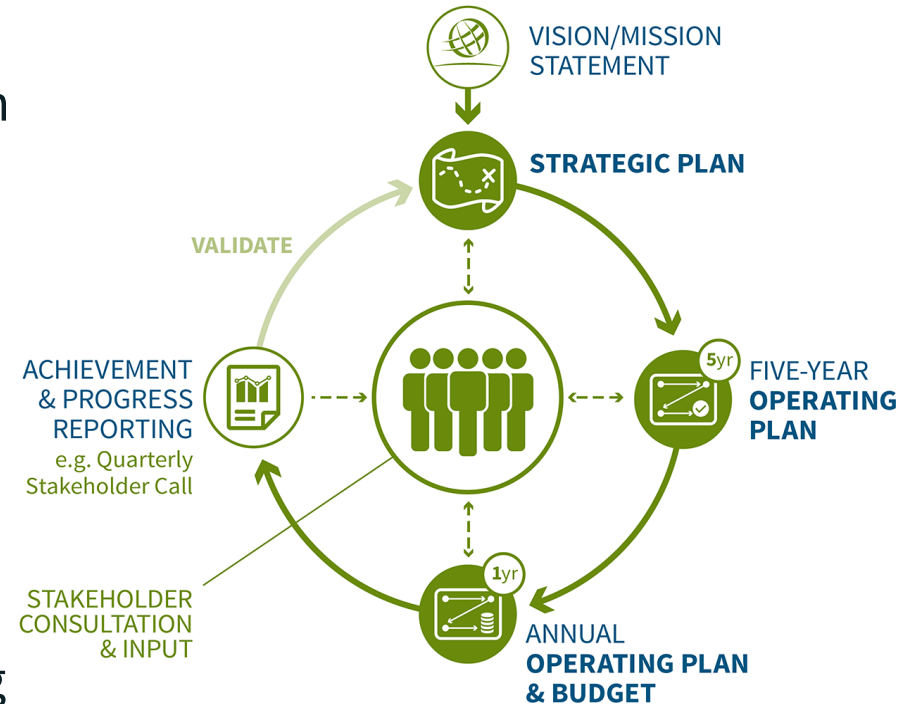 VISION/MISSION
STATEMENT
STRATEGIC PLAN
VALIDATE
5yr
FIVE-YEAR
OPERATING
PLAN
ACHIEVEMENT
& PROGRESS
REPORTING
e.g. Quarterly
Stakeholder Call
1yr
ANNUAL
OPERATING PLAN
& BUDGET
STAKEHOLDER
CONSULTATION
& INPUT